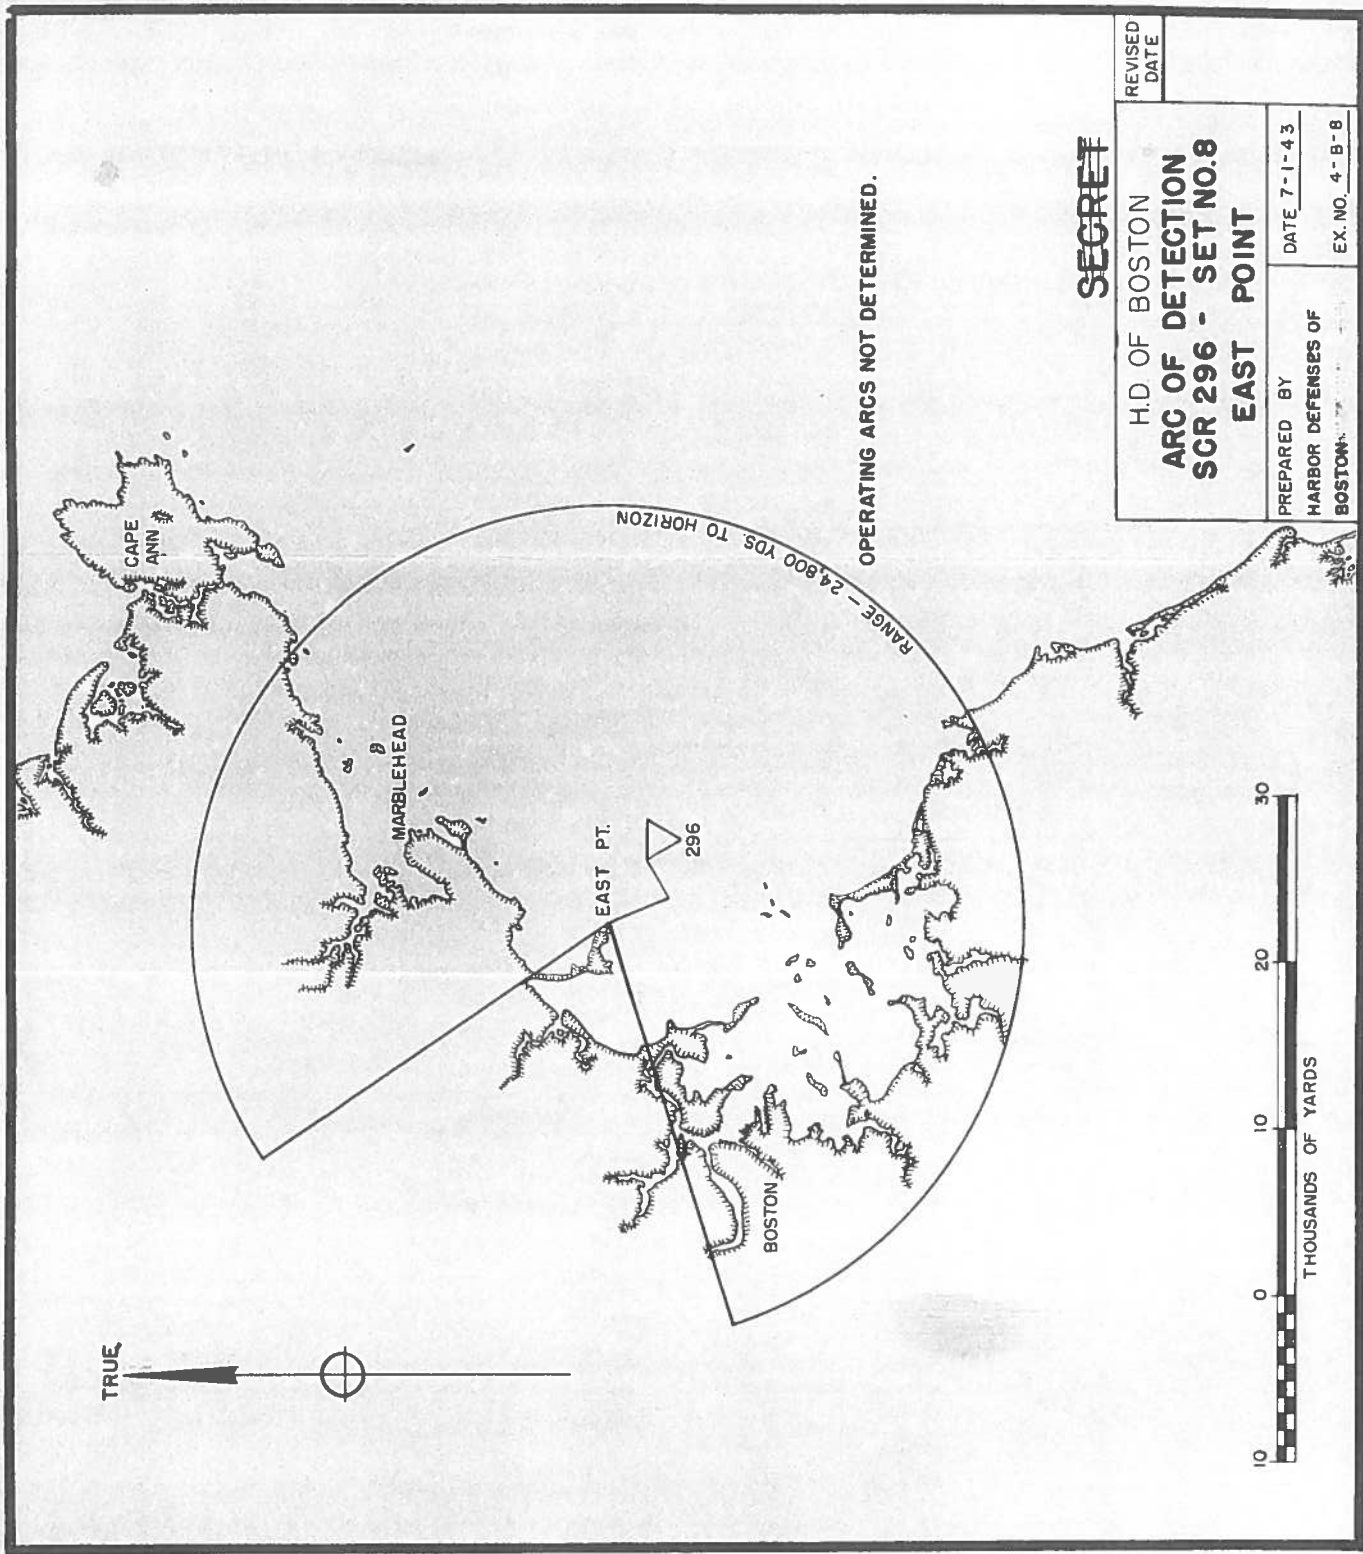 TRUE
CAPE
ANN
MARBLEHEAD
EAST PT.
296
BOSTON
RANGE — 24,800 YDS. TO HORIZON
OPERATING ARCS NOT DETERMINED.
SECRET
10 0 10 20 30
THOUSANDS OF YARDS
H.D. OF BOSTON
ARC OF DETECTION
SCR 296 - SET NO.8
EAST POINT
REVISED
DATE
PREPARED BY
HARBOR DEFENSES OF
BOSTON
DATE 7-1-43
EX. NO. 4-B-8